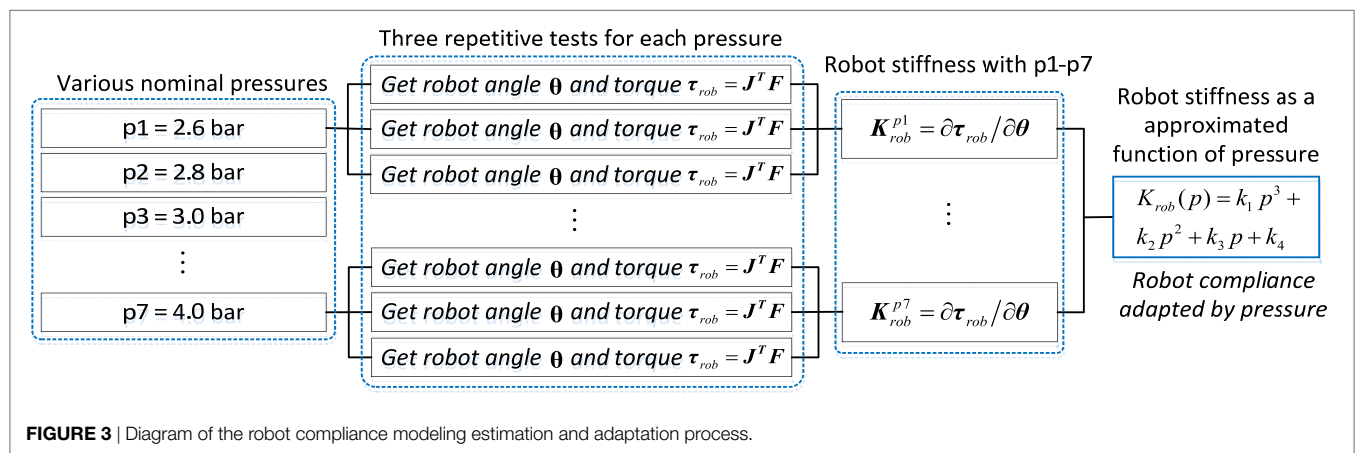 Various nominal pressures
p1 = 2.6 bar
p2 = 2.8 bar
p3 = 3.0 bar
⋮
p7 = 4.0 bar
Three repetitive tests for each pressure
Get robot angle θ and torque τ_rob = J^T F
Get robot angle θ and torque τ_rob = J^T F
Get robot angle θ and torque τ_rob = J^T F
⋮
Get robot angle θ and torque τ_rob = J^T F
Get robot angle θ and torque τ_rob = J^T F
Get robot angle θ and torque τ_rob = J^T F
Robot stiffness with p1-p7
K_rob^p1 = ∂τ_rob/∂θ
⋮
K_rob^p7 = ∂τ_rob/∂θ
Robot stiffness as a
approximated
function of pressure
K_rob(p) = k_1 p^3 +
k_2 p^2 + k_3 p + k_4
Robot compliance
adapted by pressure
FIGURE 3 | Diagram of the robot compliance modeling estimation and adaptation process.